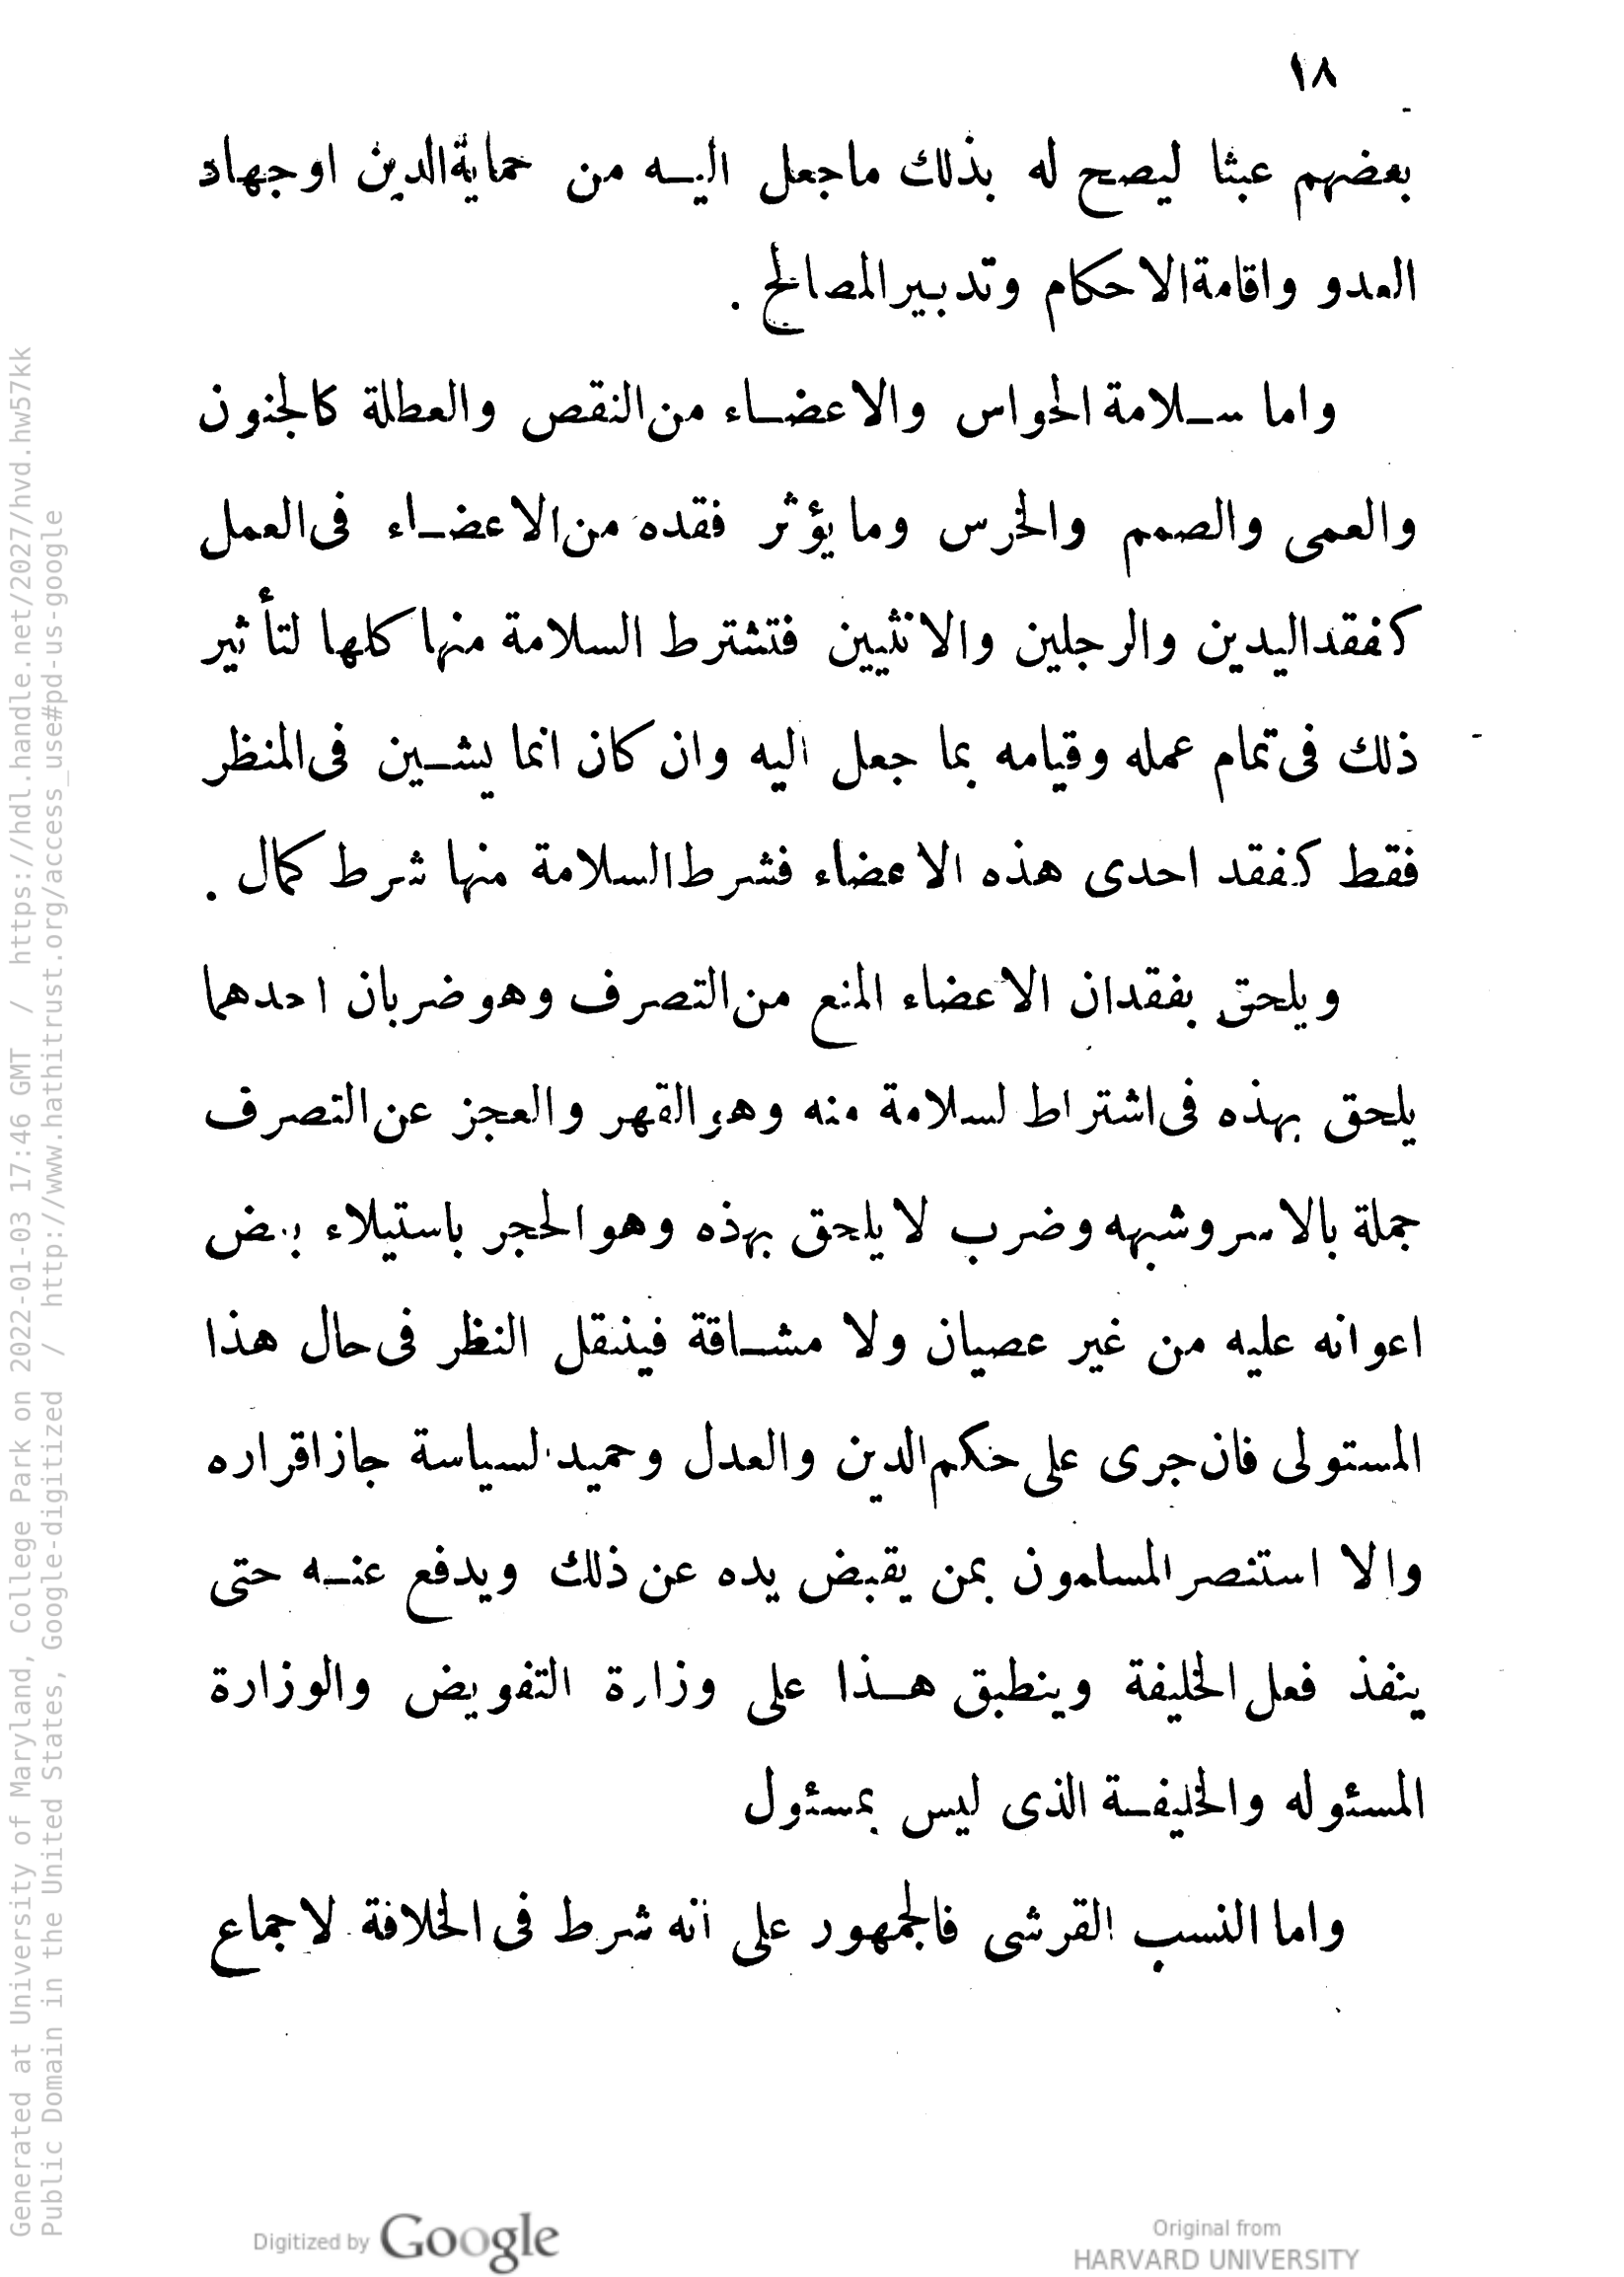 ١٨
بعضهم عبثا ليصح له بذلك ماجعل اليه من حماية الدين اوجهاد
العدو واقامة الاحكام وتدبير المصالح .
واما سلامة الحواس والاعضاء من النقص والعطلة كالجنون
والعمى والصمم والخرس وما يؤثر فقده من الاعضاء فى العمل
كفقد اليدين والرجلين والانثيين فتشترط السلامة منها كلها لتأثير
ذلك فى تمام عمله وقيامه بما جعل اليه وان كان انما يشين فى المنظر
فقط كفقد احدى هذه الاعضاء فشرط السلامة منها شرط كمال .
ويلحق بفقدان الاعضاء المنع من التصرف وهو ضربان احدهما
يلحق بهذه فى اشتراط لسلامة منه وهو القهر والعجز عن التصرف
جملة بالاسر وشبهه وضرب لا يلحق بهذه وهو الحجر باستيلاء بعض
اعوانه عليه من غير عصيان ولا مشاقة فينتقل النظر فى حال هذا
المستولى فان جرى على حكم الدين والعدل وحميد لسياسة جاز اقراره
والا استنصر المسلمون بمن يقبض يده عن ذلك ويدفع عنه حتى
ينفذ فعل الخليفة وينطبق هذا على وزارة التفويض والوزارة
المسئوله والخليفة الذى ليس بمسئول
واما النسب القرشى فالجمهور على انه شرط فى الخلافة لاجماع
Generated at University of Maryland, College Park on 2022-01-03 17:46 GMT / https://hdl.handle.net/2027/hvd.hw57kk
Public Domain in the United States, Google-digitized / http://www.hathitrust.org/access_use#pd-us-google
Digitized by Google
Original from
HARVARD UNIVERSITY